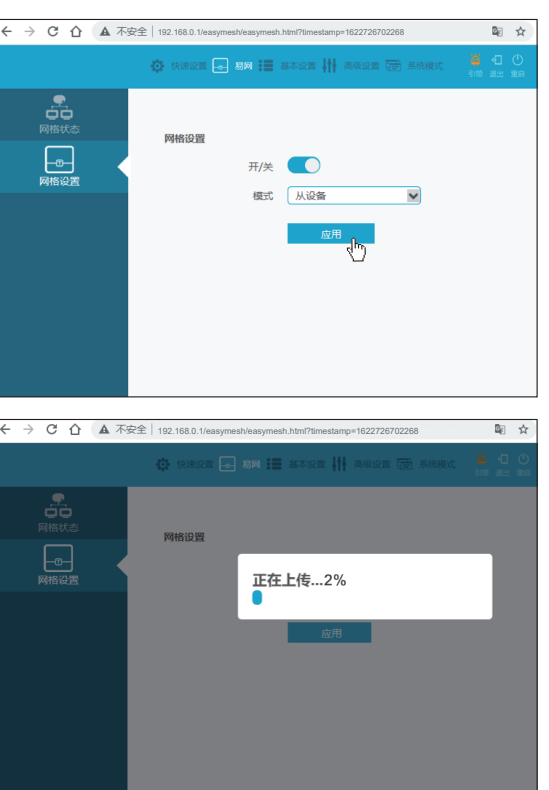 不安全 192.168.0.1/easymesh/easymesh.html?timestamp=1622726702268
快速设置 易网 基本设置 高级设置 系统模式 引导 退出 重启
网格状态
网格设置
网格设置
开/关
模式 从设备
应用
不安全 192.168.0.1/easymesh/easymesh.html?timestamp=1622726702268
快速设置 易网 基本设置 高级设置 系统模式 引导 退出 重启
网格状态
网格设置
网格设置
正在上传...2%
应用